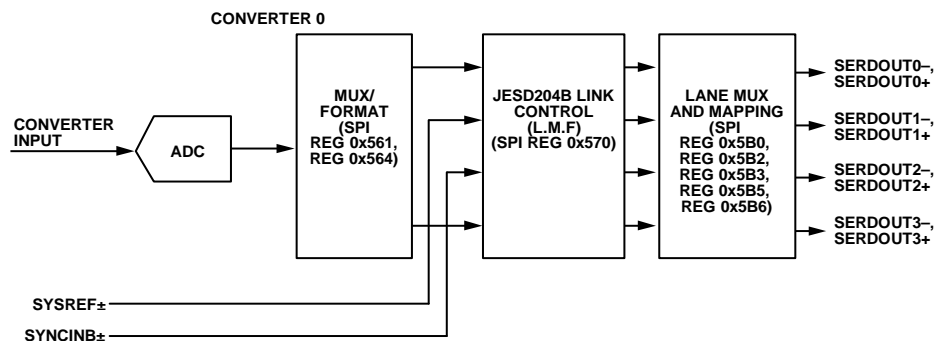 CONVERTER 0
CONVERTER
INPUT
ADC
MUX/
FORMAT
(SPI
REG 0x561,
REG 0x564)
JESD204B LINK
CONTROL
(L.M.F)
(SPI REG 0x570)
LANE MUX
AND MAPPING
(SPI
REG 0x5B0,
REG 0x5B2,
REG 0x5B3,
REG 0x5B5,
REG 0x5B6)
SERDOUT0–,
SERDOUT0+
SERDOUT1–,
SERDOUT1+
SERDOUT2–,
SERDOUT2+
SERDOUT3–,
SERDOUT3+
SYSREF±
SYNCINB±